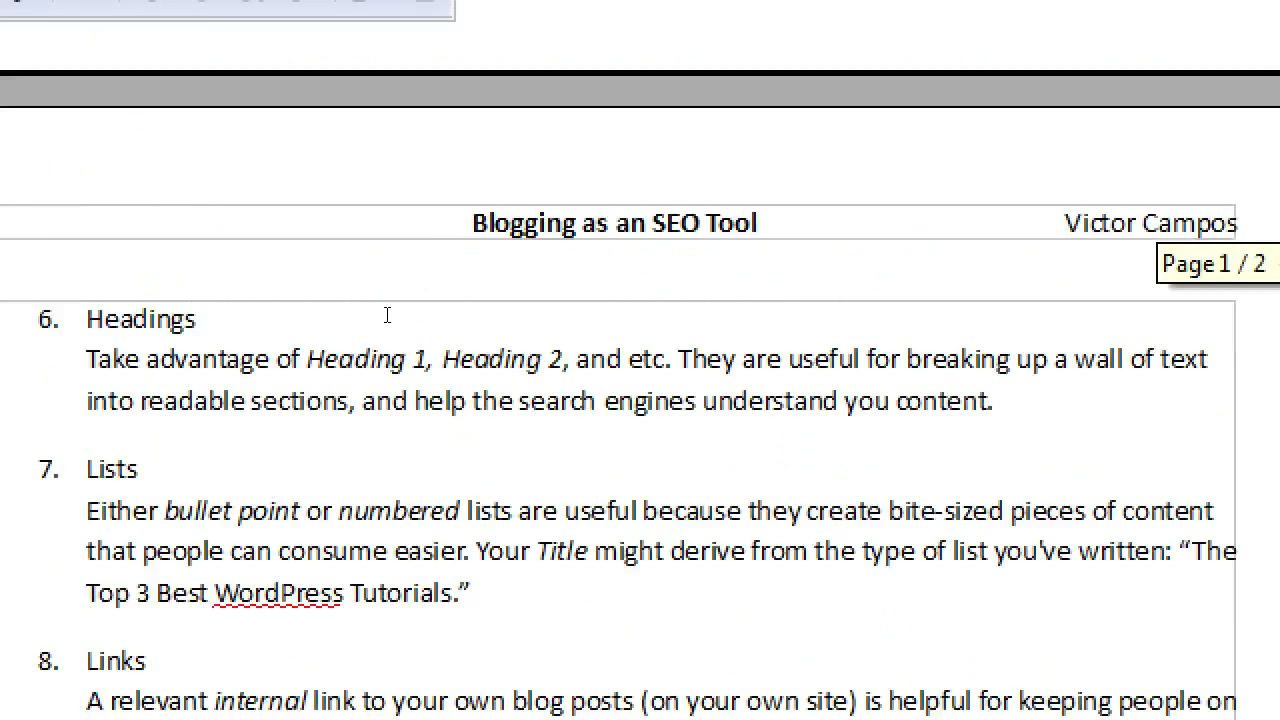 Blogging as an SEO Tool Victor Campos
Page 1 / 2
6. Headings
Take advantage of Heading 1, Heading 2, and etc. They are useful for breaking up a wall of text
into readable sections, and help the search engines understand you content.
7. Lists
Either bullet point or numbered lists are useful because they create bite-sized pieces of content
that people can consume easier. Your Title might derive from the type of list you've written: “The
Top 3 Best WordPress Tutorials.”
8. Links
A relevant internal link to your own blog posts (on your own site) is helpful for keeping people on